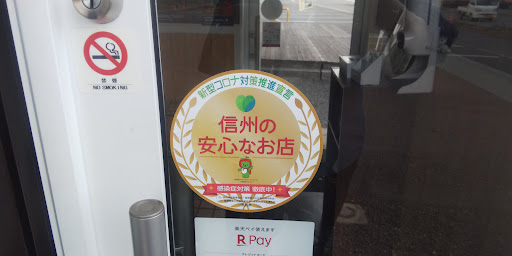 禁煙
NO SMOKING
新型コロナ対策推進宣言
信州の
安心なお店
感染症対策 徹底中!
楽天ペイ使えます
R Pay